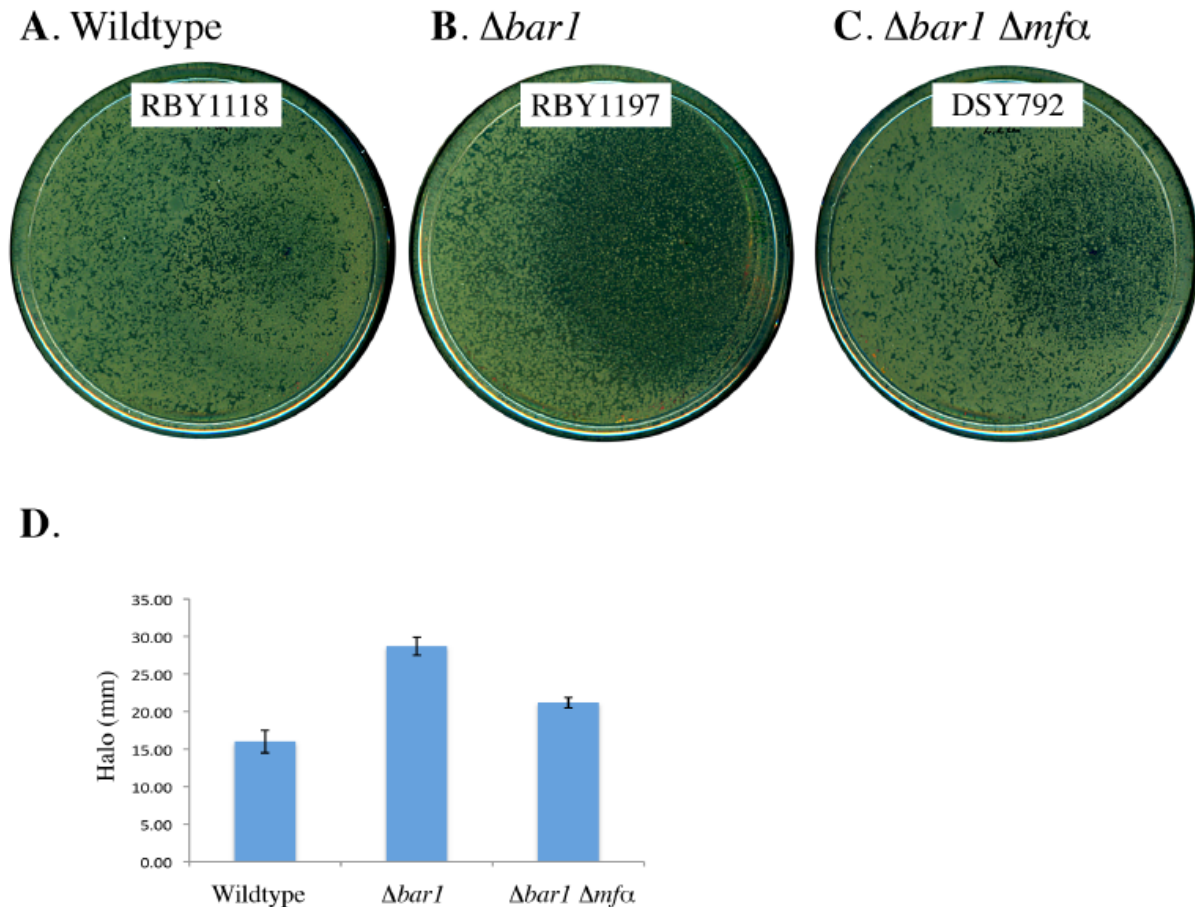 A. Wildtype
B. Δbar1
C. Δbar1 Δmfα
RBY1118
RBY1197
DSY792
D.
Halo (mm)
35.00
30.00
25.00
20.00
15.00
10.00
5.00
0.00
Wildtype
Δbar1
Δbar1 Δmfα